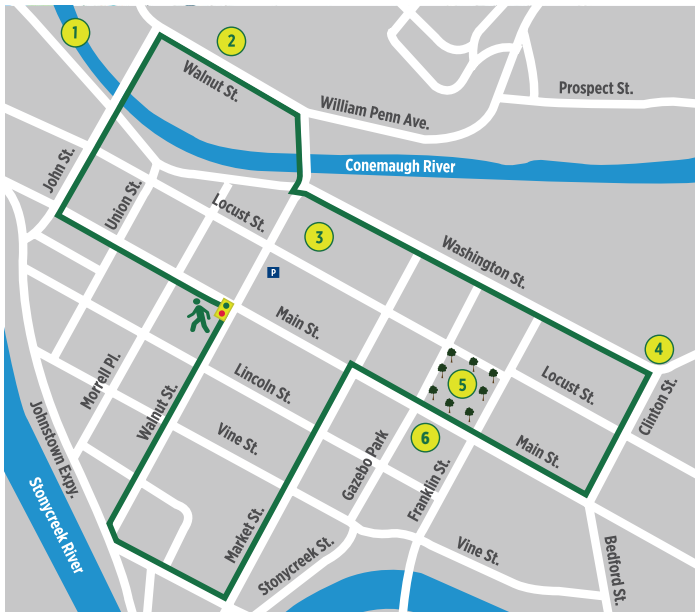 1
2
Walnut St.
William Penn Ave.
Prospect St.
Conemaugh River
John St.
Union St.
Locust St.
3
Washington St.
P
Main St.
4
Morrell Pl.
Walnut St.
Lincoln St.
5
Locust St.
Clinton St.
Johnstown Expy.
Vine St.
Gazebo Park
6
Main St.
Franklin St.
Stonycreek River
Market St.
Stonycreek St.
Vine St.
Bedford St.